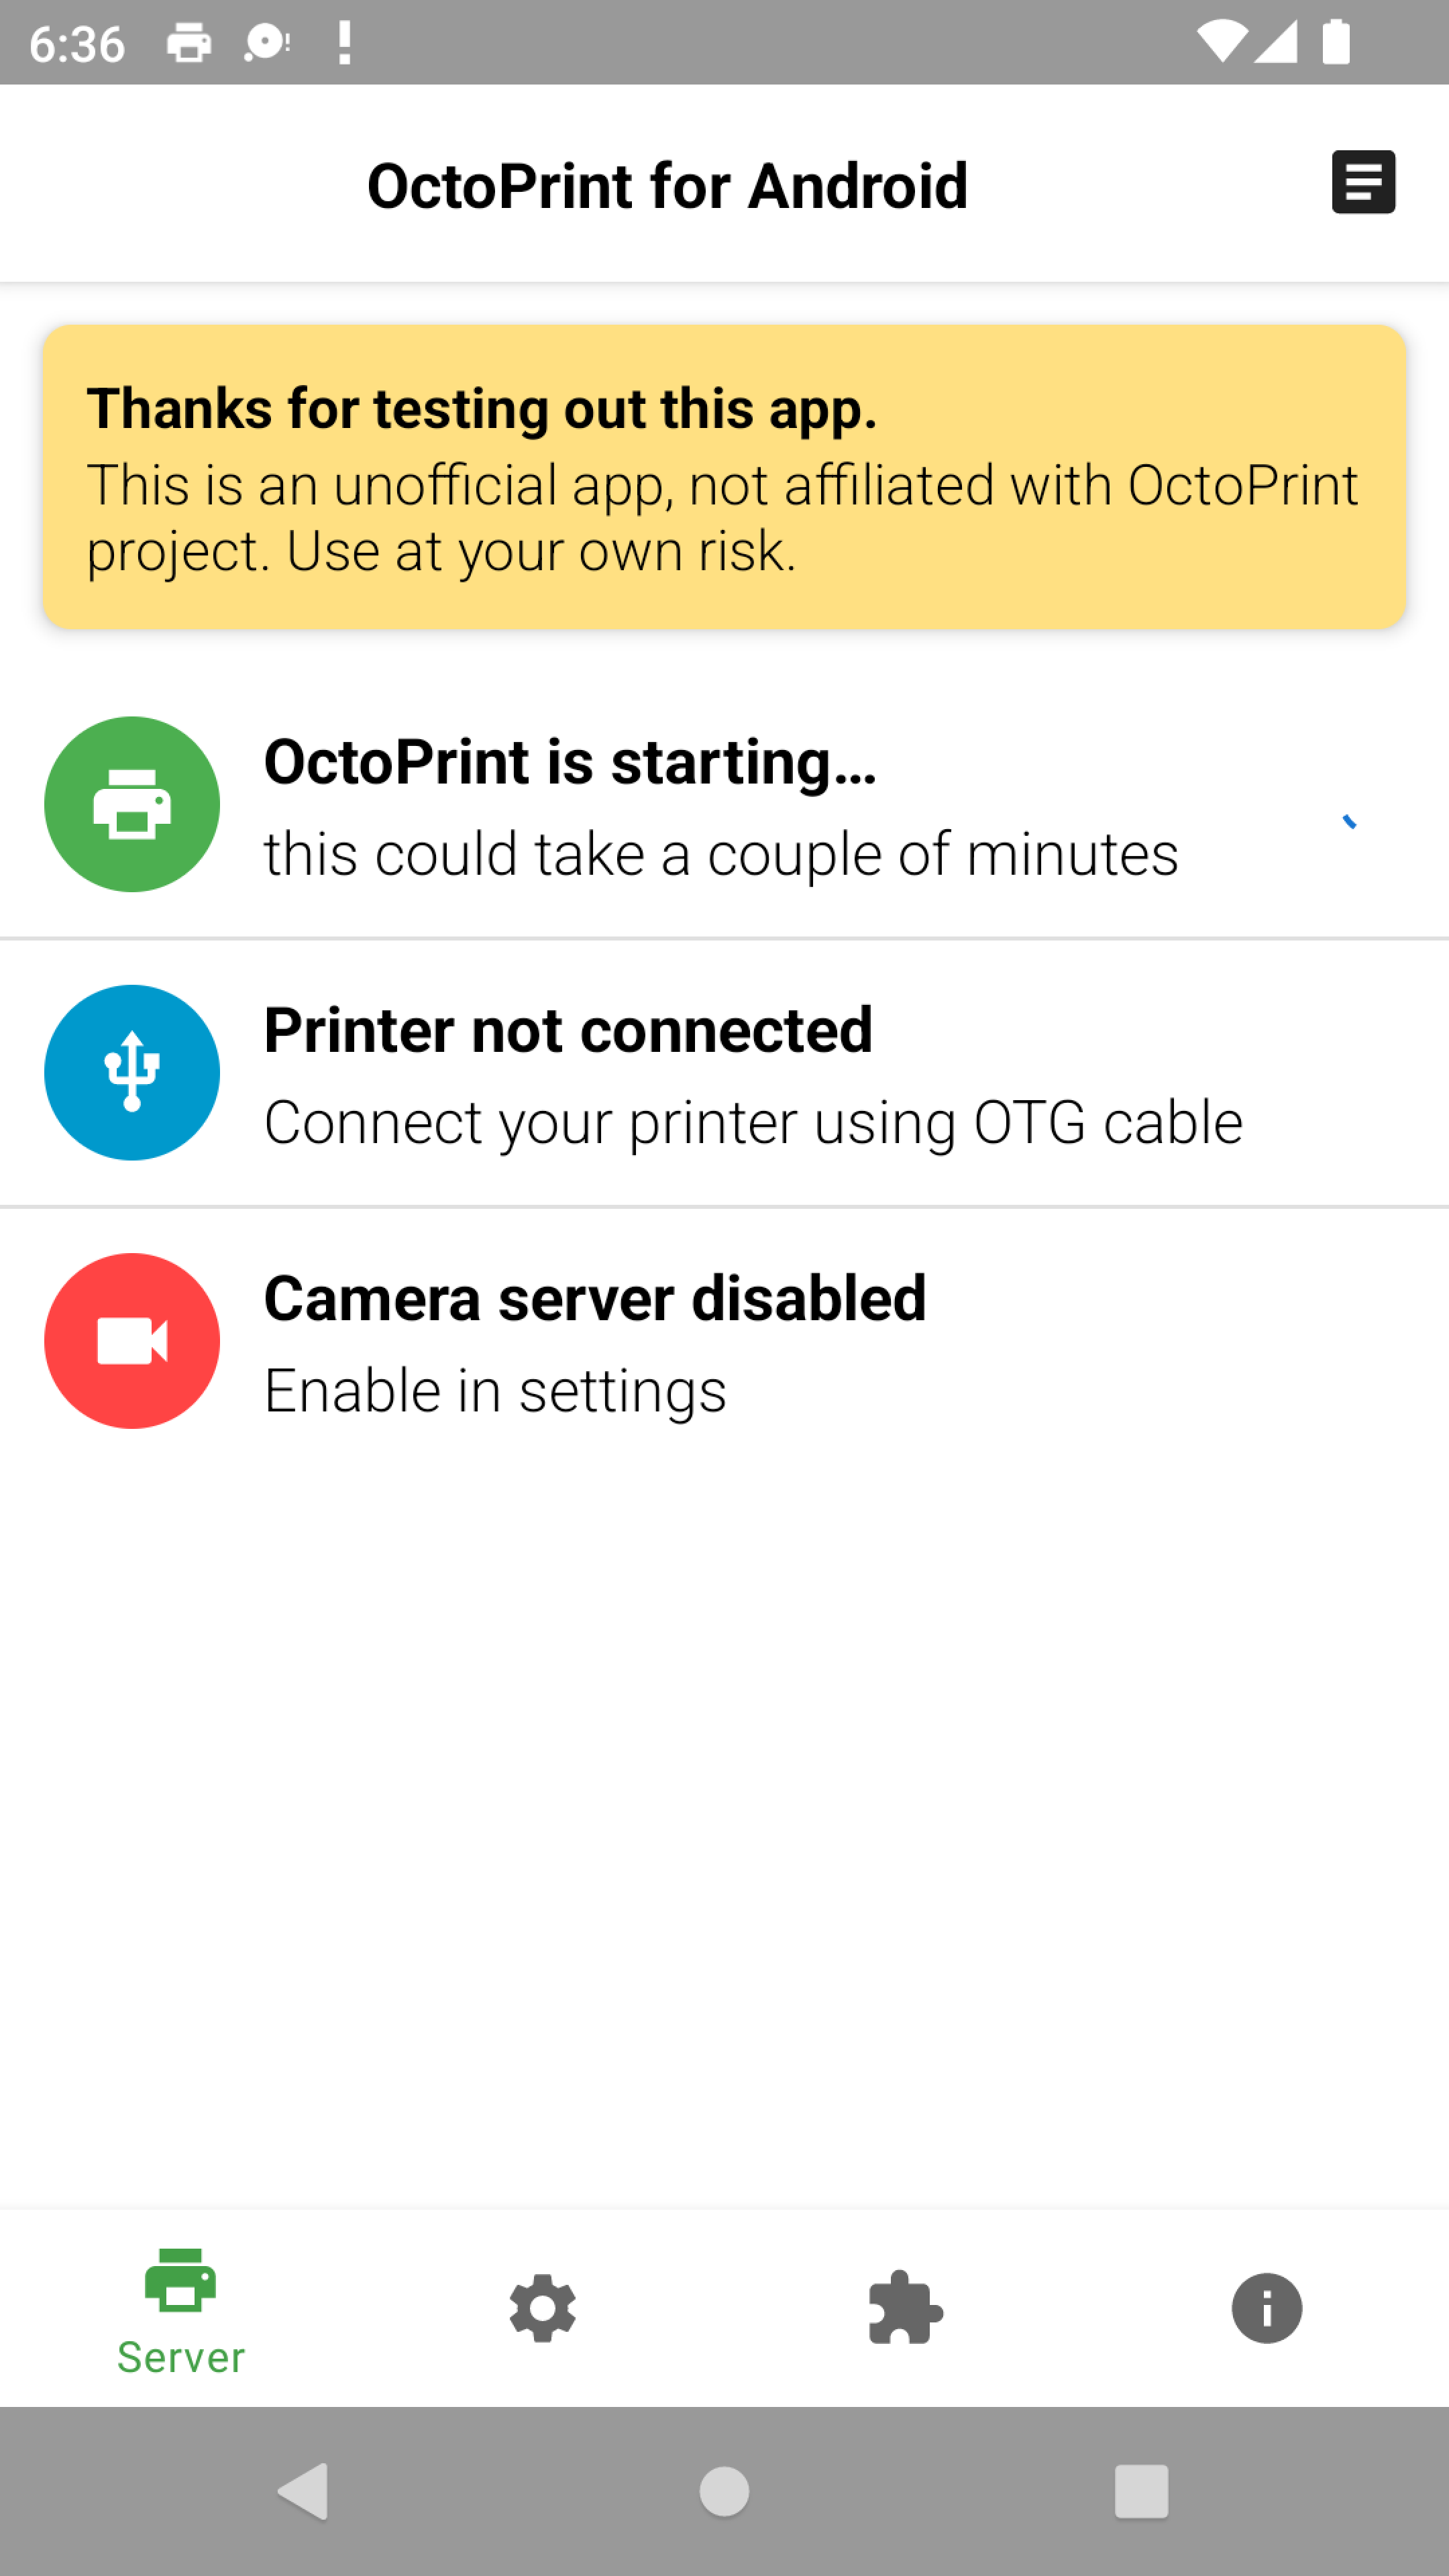 6:36
OctoPrint for Android
Thanks for testing out this app.
This is an unofficial app, not affiliated with OctoPrint
project. Use at your own risk.
OctoPrint is starting...
this could take a couple of minutes
Printer not connected
Connect your printer using OTG cable
Camera server disabled
Enable in settings
Server